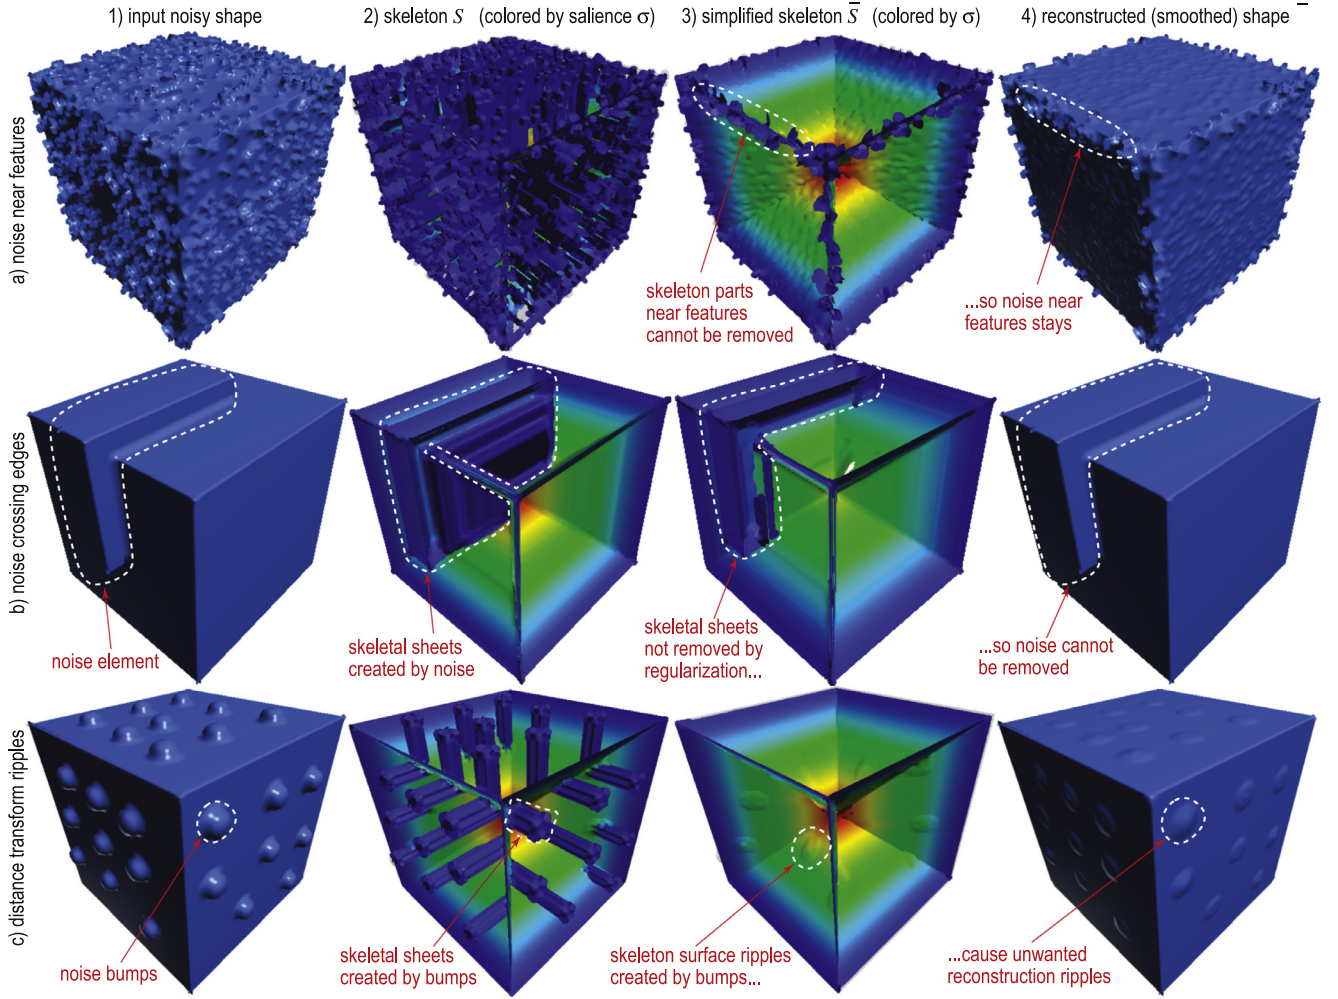 1) input noisy shape
2) skeleton S (colored by salience σ)
3) simplified skeleton S̅ (colored by σ)
4) reconstructed (smoothed) shape ‾
a) noise near features
skeleton parts
near features
cannot be removed
...so noise near
features stays
b) noise crossing edges
noise element
skeletal sheets
created by noise
skeletal sheets
not removed by
regularization...
...so noise cannot
be removed
c) distance transform ripples
noise bumps
skeletal sheets
created by bumps
skeleton surface ripples
created by bumps...
...cause unwanted
reconstruction ripples